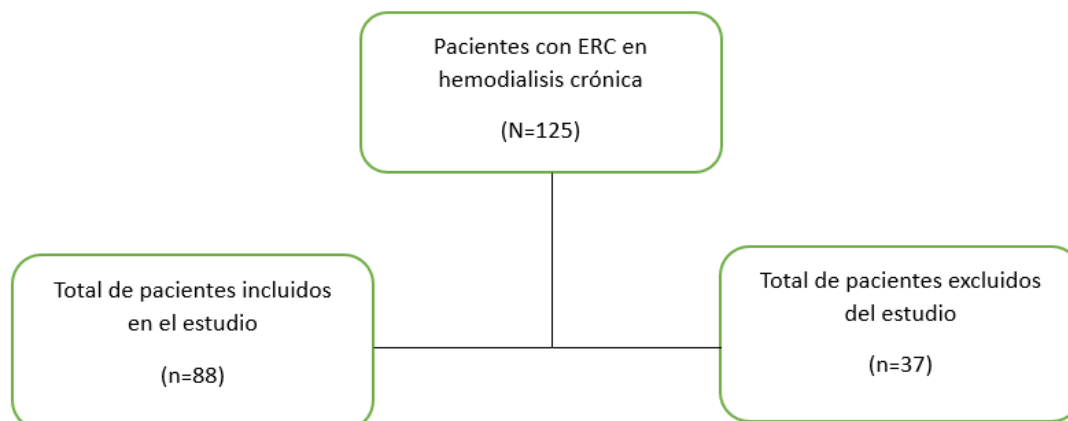 Pacientes con ERC en
hemodialisis crónica
(N=125)
Total de pacientes incluidos
en el estudio
(n=88)
Total de pacientes excluidos
del estudio
(n=37)